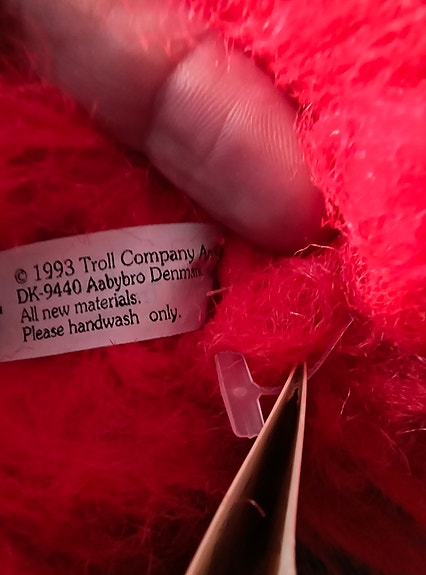 © 1993 Troll Company
DK-9440 Aabybro Denmark
All new materials.
Please handwash only.